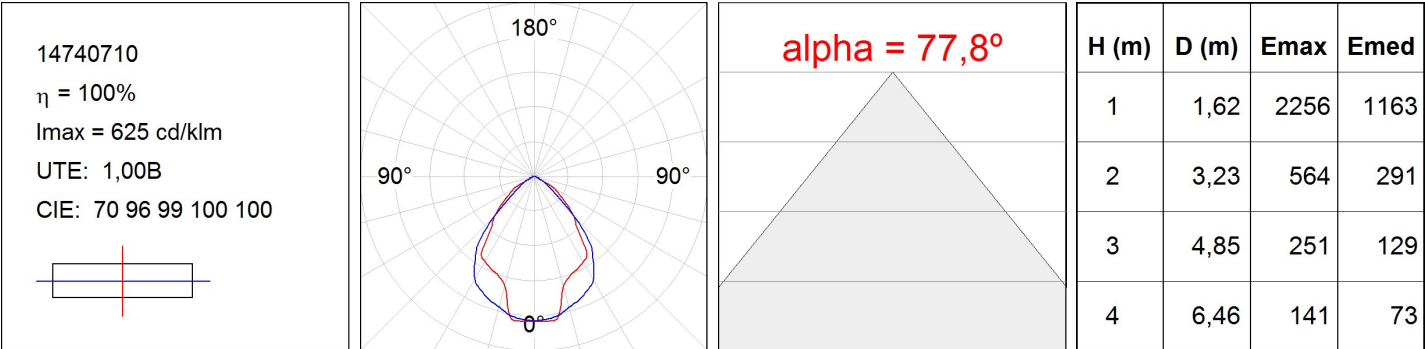 14740710
η = 100%
Imax = 625 cd/klm
UTE:  1,00B
CIE:  70 96 99 100 100
180°
90° 90°
0°
alpha = 77,8º
H (m) D (m) Emax Emed
1 1,62 2256 1163
2 3,23 564 291
3 4,85 251 129
4 6,46 141 73